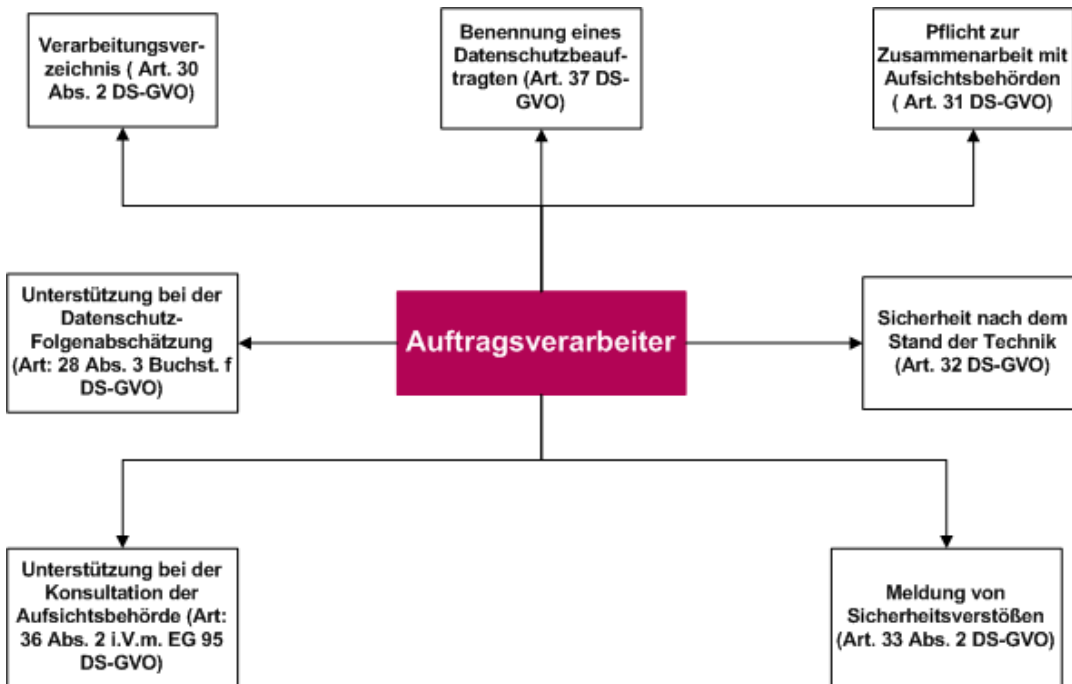 Verarbeitungsver-
zeichnis ( Art. 30
Abs. 2 DS-GVO)
Benennung eines
Datenschutzbeauf-
tragten (Art. 37 DS-
GVO)
Pflicht zur
Zusammenarbeit mit
Aufsichtsbehörden
( Art. 31 DS-GVO)
Unterstützung bei der
Datenschutz-
Folgenabschätzung
(Art: 28 Abs. 3 Buchst. f
DS-GVO)
Auftragsverarbeiter
Sicherheit nach dem
Stand der Technik
(Art. 32 DS-GVO)
Unterstützung bei der
Konsultation der
Aufsichtsbehörde (Art:
36 Abs. 2 i.V.m. EG 95
DS-GVO)
Meldung von
Sicherheitsverstößen
(Art. 33 Abs. 2 DS-GVO)